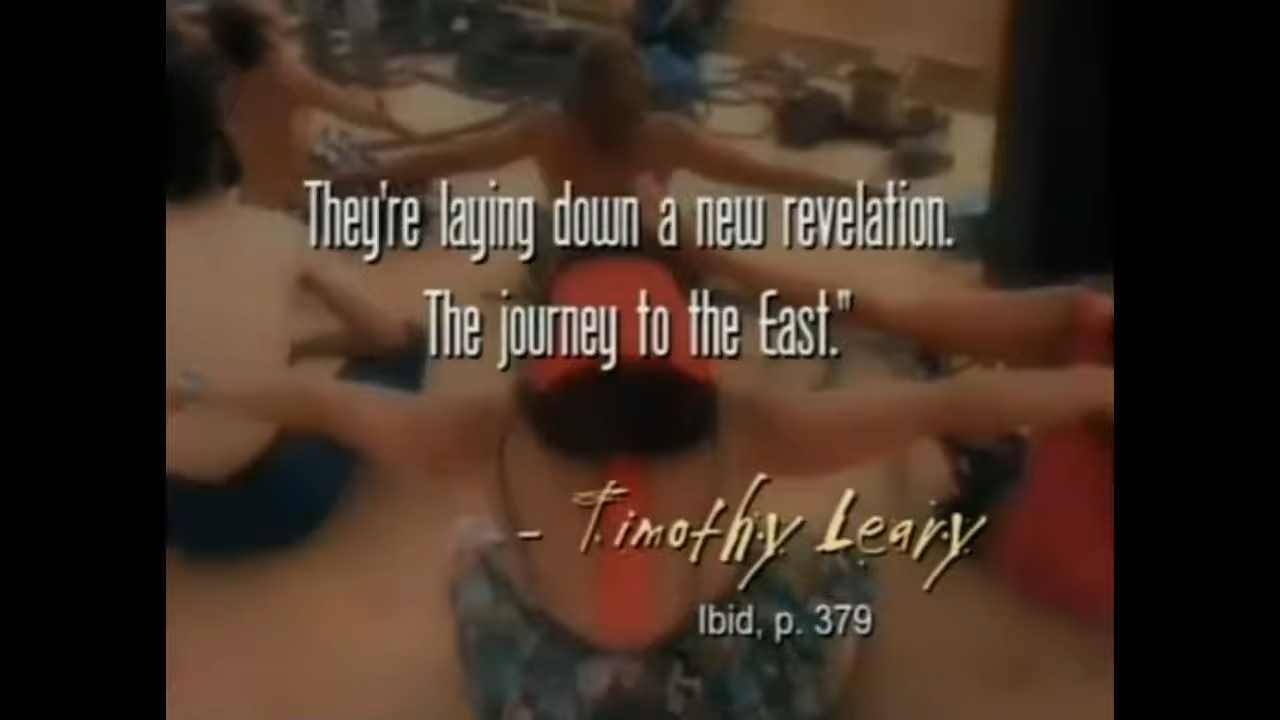 They're laying down a new revelation.
The journey to the East."
- Timothy Leary
Ibid, p. 379